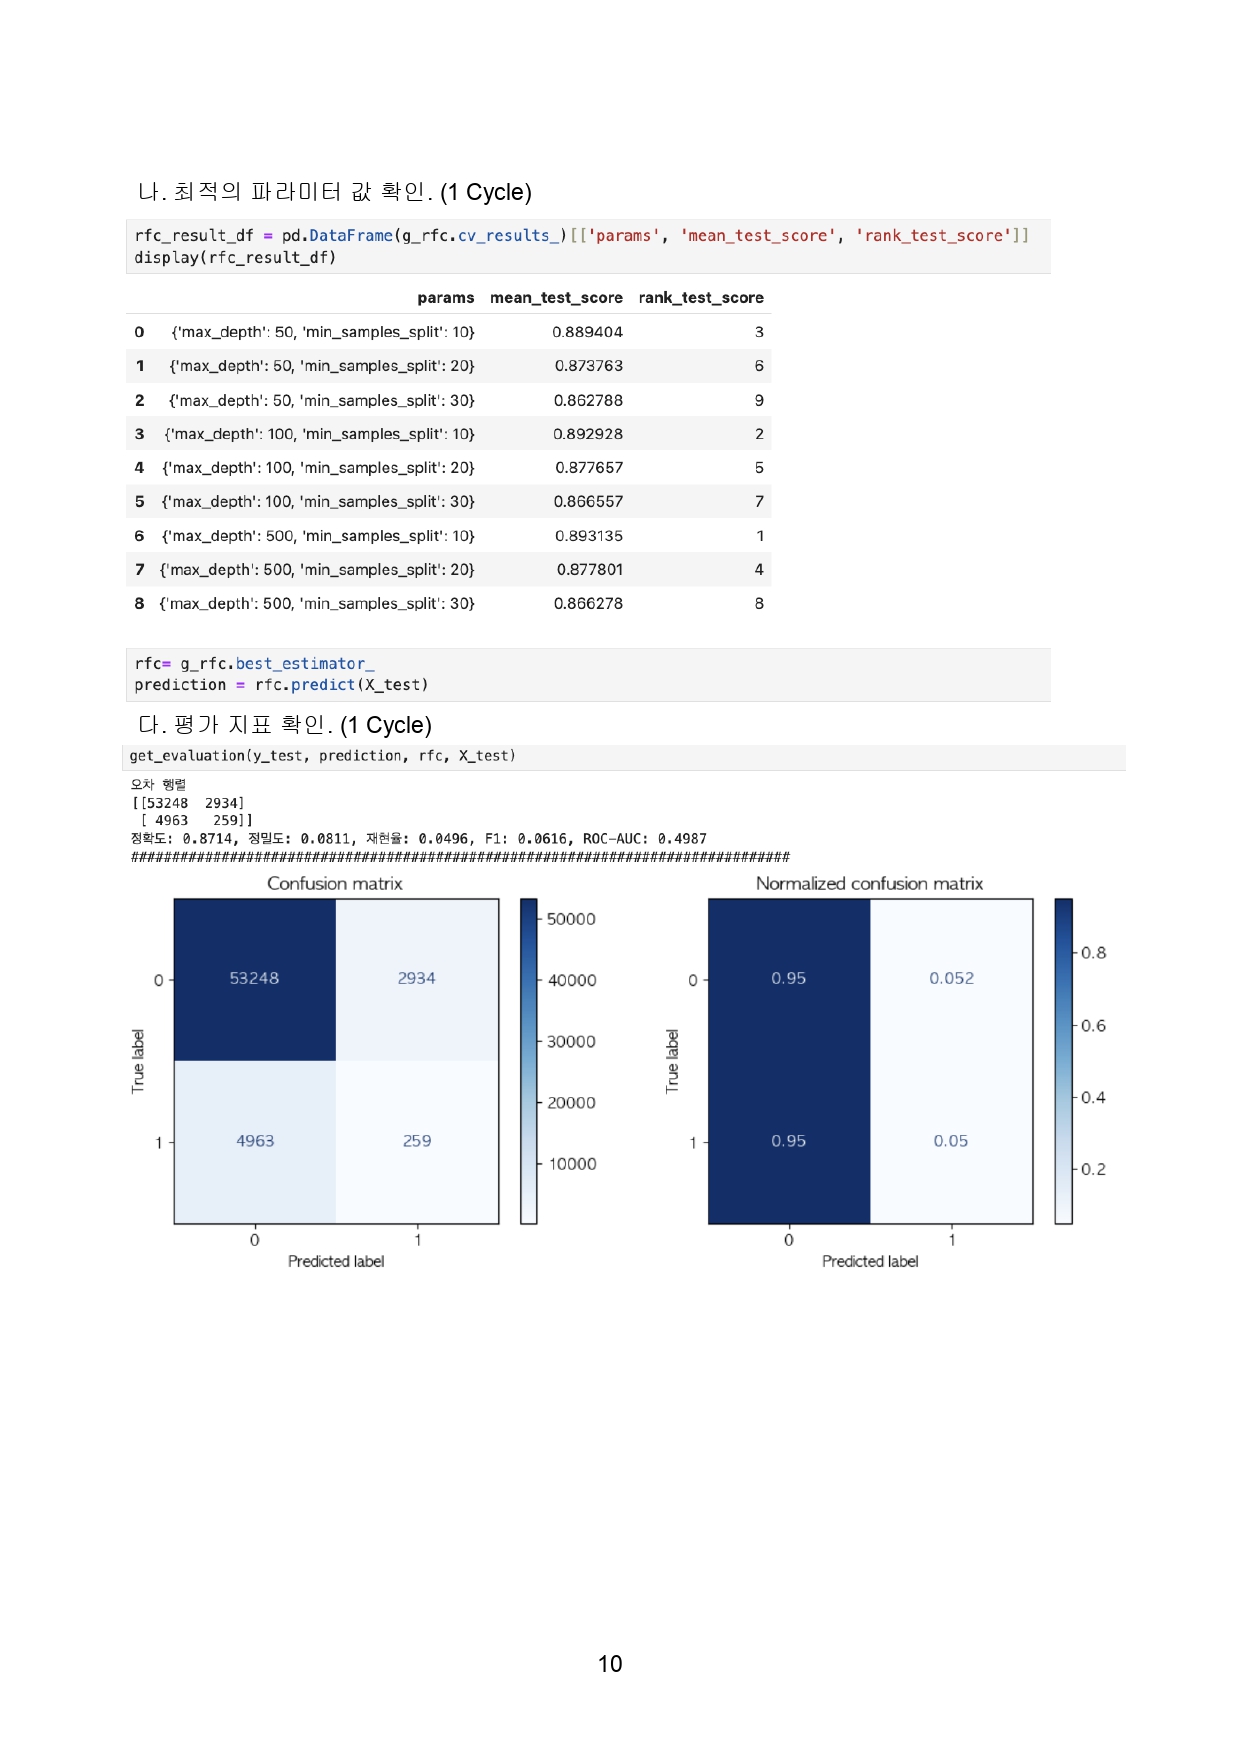 나. 최적의 파라미터 값 확인. (1 Cycle)
rfc_result_df = pd.DataFrame(g_rfc.cv_results_)[['params', 'mean_test_score', 'rank_test_score']]
display(rfc_result_df)
params mean_test_score rank_test_score
0 {'max_depth': 50, 'min_samples_split': 10} 0.889404 3
1 {'max_depth': 50, 'min_samples_split': 20} 0.873763 6
2 {'max_depth': 50, 'min_samples_split': 30} 0.862788 9
3 {'max_depth': 100, 'min_samples_split': 10} 0.892928 2
4 {'max_depth': 100, 'min_samples_split': 20} 0.877657 5
5 {'max_depth': 100, 'min_samples_split': 30} 0.866557 7
6 {'max_depth': 500, 'min_samples_split': 10} 0.893135 1
7 {'max_depth': 500, 'min_samples_split': 20} 0.877801 4
8 {'max_depth': 500, 'min_samples_split': 30} 0.866278 8
rfc= g_rfc.best_estimator_
prediction = rfc.predict(X_test)
다. 평가 지표 확인. (1 Cycle)
get_evaluation(y_test, prediction, rfc, X_test)
오차 행렬
[[53248 2934]
[ 4963 259]]
정확도: 0.8714, 정밀도: 0.0811, 재현율: 0.0496, F1: 0.0616, ROC-AUC: 0.4987
################################################################################
Confusion matrix
53248 2934
4963 259
0
1
True label
0 1
Predicted label
50000
40000
30000
20000
10000
Normalized confusion matrix
0.95 0.052
0.95 0.05
0
1
True label
0 1
Predicted label
0.8
0.6
0.4
0.2
10